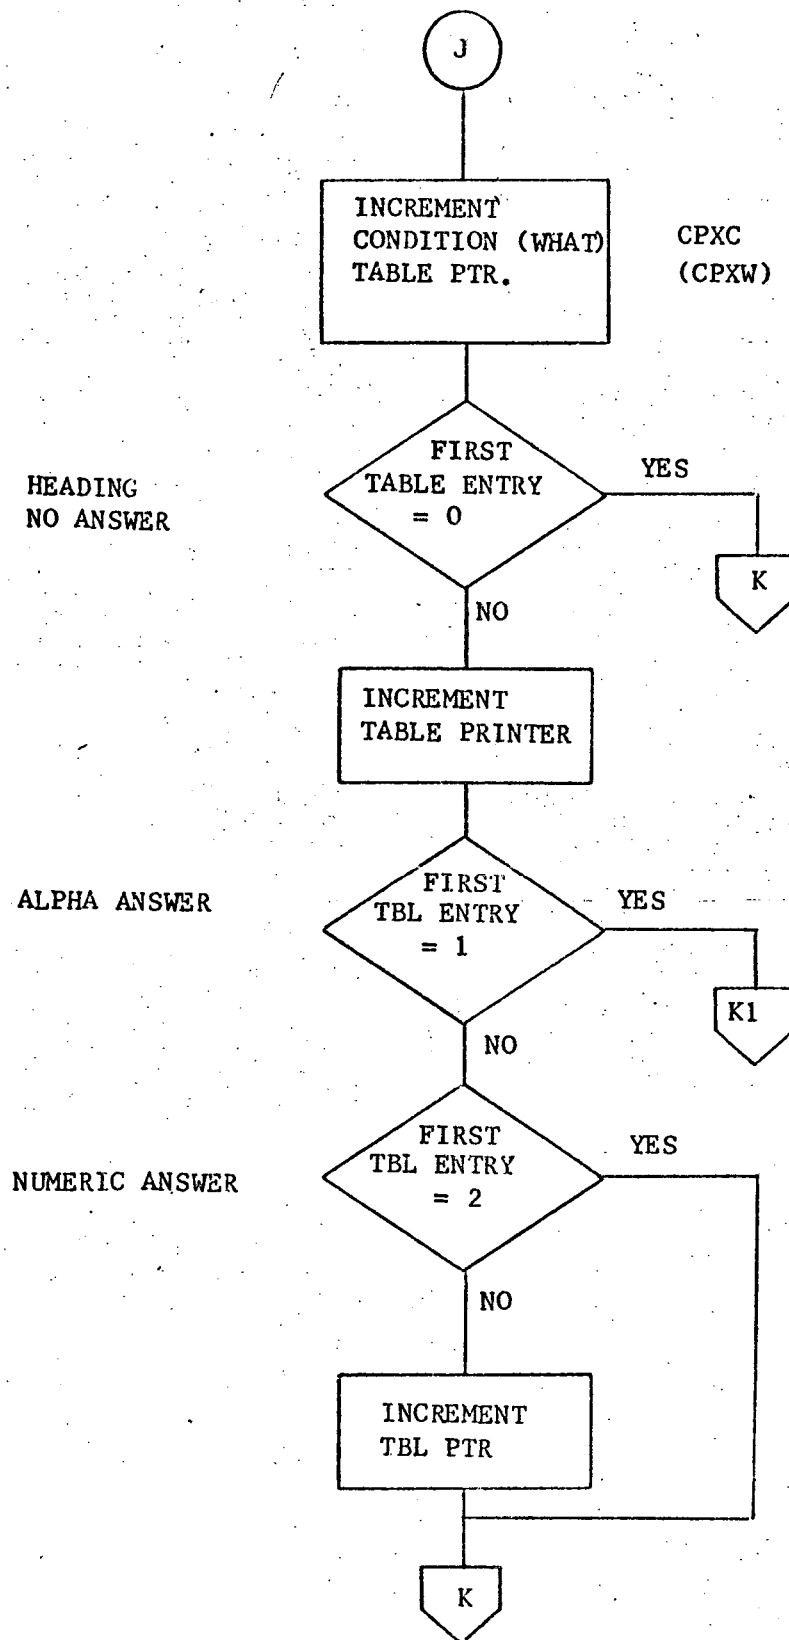 J
INCREMENT
CONDITION (WHAT)
TABLE PTR.
CPXC
(CPXW)
FIRST
TABLE ENTRY
= 0
YES
HEADING
NO ANSWER
K
NO
INCREMENT
TABLE PRINTER
FIRST
TBL ENTRY
= 1
YES
ALPHA ANSWER
K1
NO
FIRST
TBL ENTRY
= 2
YES
NUMERIC ANSWER
NO
INCREMENT
TBL PTR
K